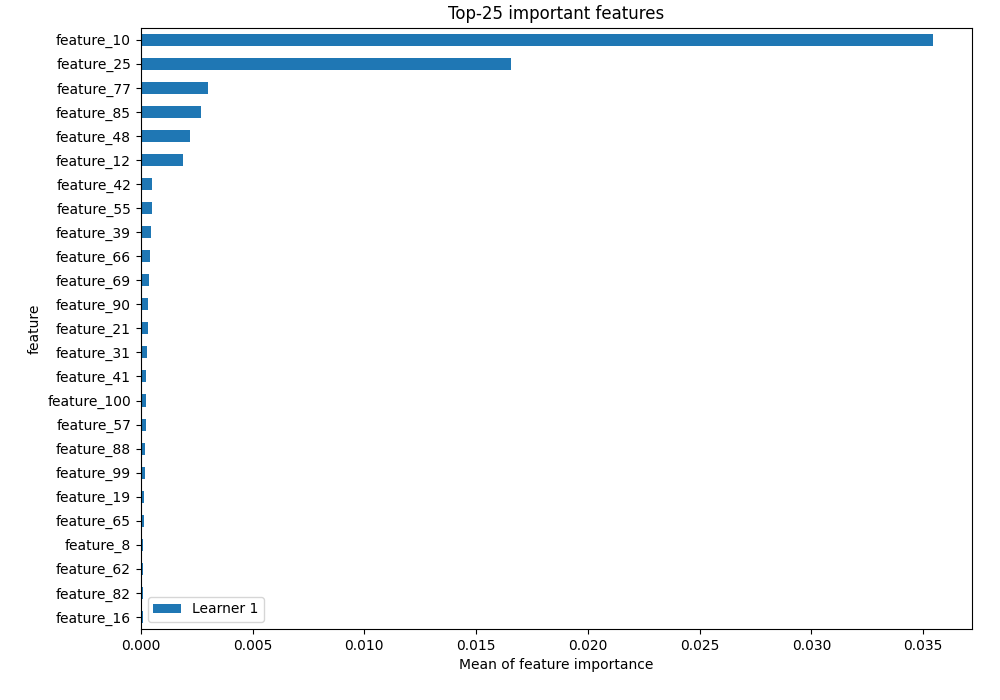 Top-25 important features
feature_10
feature_25
feature_77
feature_85
feature_48
feature_12
feature_42
feature_55
feature_39
feature_66
feature_69
feature_90
feature_21
feature_31
feature_41
feature_100
feature_57
feature_88
feature_99
feature_19
feature_65
feature_8
feature_62
feature_82
feature_16
feature
Learner 1
0.000 0.005 0.010 0.015 0.020 0.025 0.030 0.035
Mean of feature importance